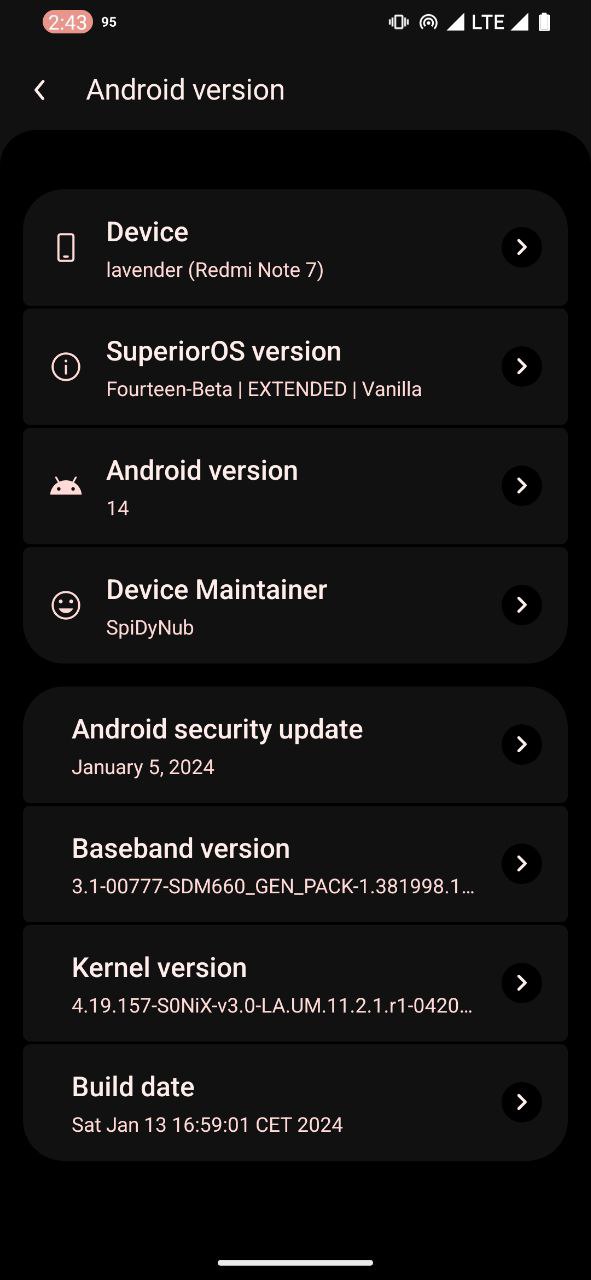 2:43 95 LTE
Android version
Device
lavender (Redmi Note 7)
SuperiorOS version
Fourteen-Beta | EXTENDED | Vanilla
Android version
14
Device Maintainer
SpiDyNub
Android security update
January 5, 2024
Baseband version
3.1-00777-SDM660_GEN_PACK-1.381998.1…
Kernel version
4.19.157-S0NiX-v3.0-LA.UM.11.2.1.r1-0420…
Build date
Sat Jan 13 16:59:01 CET 2024